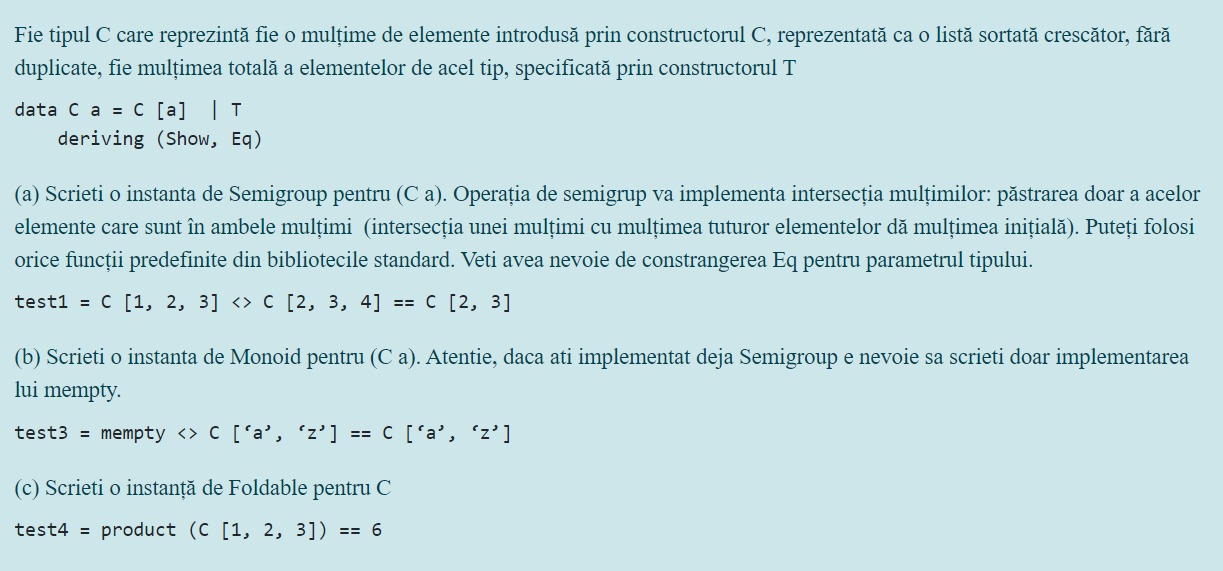 Fie tipul C care reprezintă fie o mulțime de elemente introdusă prin constructorul C, reprezentată ca o listă sortată crescător, fără
duplicate, fie mulțimea totală a elementelor de acel tip, specificată prin constructorul T
data C a = C [a]  | T
    deriving (Show, Eq)
(a) Scrieti o instanta de Semigroup pentru (C a). Operația de semigrup va implementa intersecția mulțimilor: păstrarea doar a acelor
elemente care sunt în ambele mulțimi  (intersecția unei mulțimi cu mulțimea tuturor elementelor dă mulțimea inițială). Puteți folosi
orice funcții predefinite din bibliotecile standard. Veti avea nevoie de constrangerea Eq pentru parametrul tipului.
test1 = C [1, 2, 3] <> C [2, 3, 4] == C [2, 3]
(b) Scrieti o instanta de Monoid pentru (C a). Atentie, daca ati implementat deja Semigroup e nevoie sa scrieti doar implementarea
lui mempty.
test3 = mempty <> C [‘a’, ‘z’] == C [‘a’, ‘z’]
(c) Scrieti o instanță de Foldable pentru C
test4 = product (C [1, 2, 3]) == 6